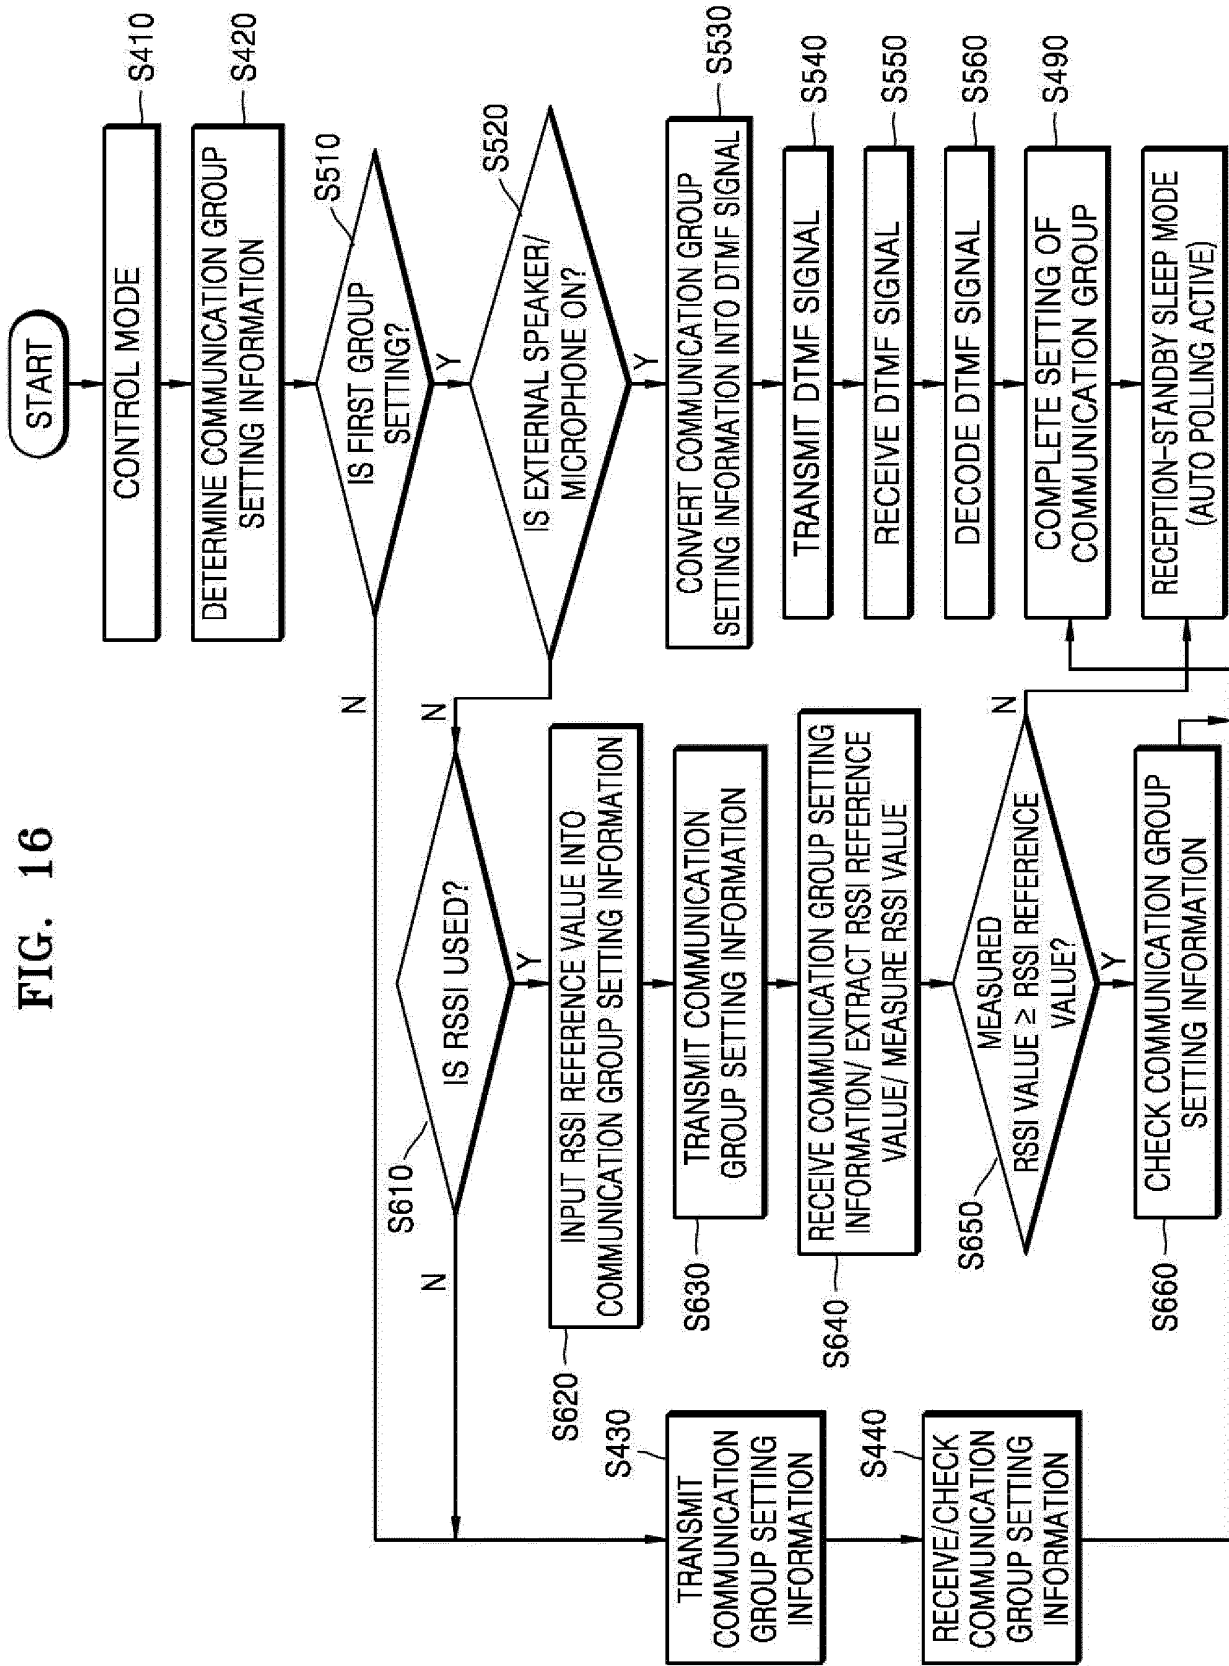 FIG. 16
START
CONTROL MODE
S410
DETERMINE COMMUNICATION GROUP
SETTING INFORMATION
S420
IS FIRST GROUP
SETTING?
S510
N
Y
IS EXTERNAL SPEAKER/
MICROPHONE ON?
S520
N
Y
CONVERT COMMUNICATION GROUP
SETTING INFORMATION INTO DTMF SIGNAL
S530
TRANSMIT DTMF SIGNAL
S540
RECEIVE DTMF SIGNAL
S550
DECODE DTMF SIGNAL
S560
COMPLETE SETTING OF
COMMUNICATION GROUP
S490
RECEPTION-STANDBY SLEEP MODE
(AUTO POLLING ACTIVE)
IS RSSI USED?
S610
N
Y
INPUT RSSI REFERENCE VALUE INTO
COMMUNICATION GROUP SETTING INFORMATION
S620
TRANSMIT COMMUNICATION
GROUP SETTING INFORMATION
S630
RECEIVE COMMUNICATION GROUP SETTING
INFORMATION/ EXTRACT RSSI REFERENCE
VALUE/ MEASURE RSSI VALUE
S640
MEASURED
RSSI VALUE ≥ RSSI REFERENCE
VALUE?
S650
N
Y
CHECK COMMUNICATION GROUP
SETTING INFORMATION
S660
TRANSMIT
COMMUNICATION
GROUP SETTING
INFORMATION
S430
RECEIVE/CHECK
COMMUNICATION
GROUP SETTING
INFORMATION
S440